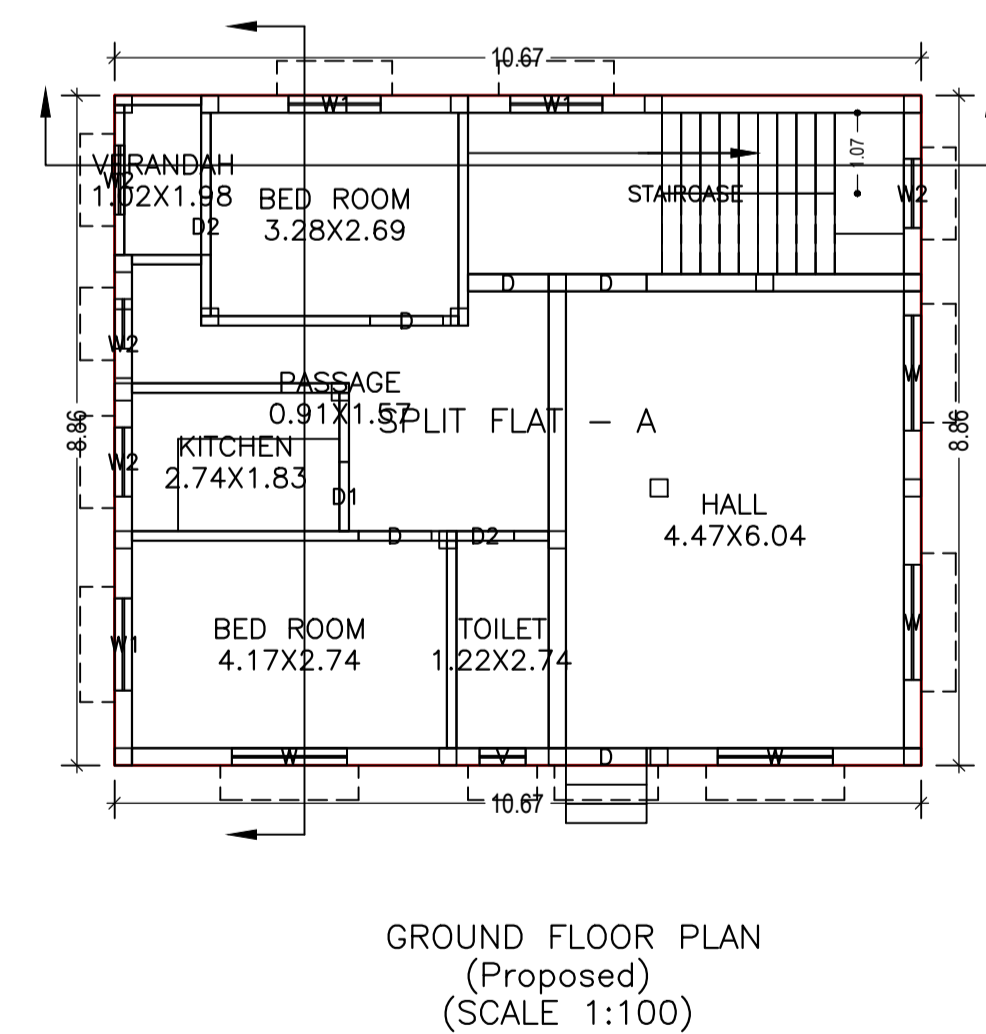 10.67
W1
W1
VERANDAH
1.02X1.98
W2
D2
BED ROOM
3.28X2.69
STAIRCASE
1.07
W2
D
D
D
W2
W
PASSAGE
0.91X1.57
SPLIT FLAT - A
8.86
8.86
KITCHEN
2.74X1.83
W2
D1
HALL
4.47X6.04
D
D2
BED ROOM
4.17X2.74
TOILET
1.22X2.74
W1
W
W
V
D
W
10.67
GROUND FLOOR PLAN
(Proposed)
(SCALE 1:100)